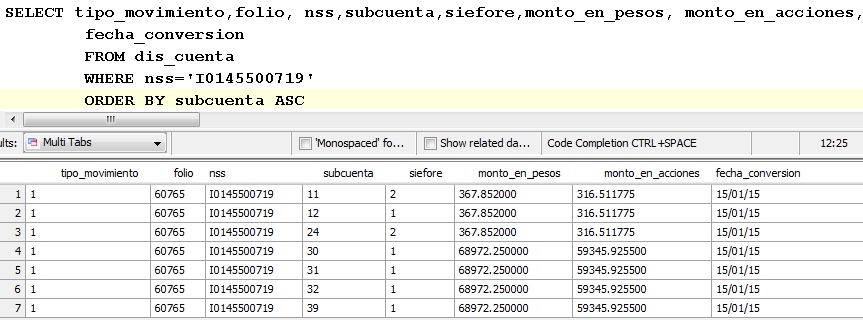 SELECT tipo_movimiento,folio, nss,subcuenta,siefore,monto_en_pesos, monto_en_acciones,
fecha_conversion
FROM dis_cuenta
WHERE nss='I0145500719'
ORDER BY subcuenta ASC
ults: Multi Tabs 'Monospaced' fo... Show related da... Code Completion CTRL+SPACE 12:25
tipo_movimiento folio nss subcuenta siefore monto_en_pesos monto_en_acciones fecha_conversion
1 1 60765 I0145500719 11 2 367.852000 316.511775 15/01/15
2 1 60765 I0145500719 12 1 367.852000 316.511775 15/01/15
3 1 60765 I0145500719 24 2 367.852000 316.511775 15/01/15
4 1 60765 I0145500719 30 1 68972.250000 59345.925500 15/01/15
5 1 60765 I0145500719 31 1 68972.250000 59345.925500 15/01/15
6 1 60765 I0145500719 32 1 68972.250000 59345.925500 15/01/15
7 1 60765 I0145500719 39 1 68972.250000 59345.925500 15/01/15